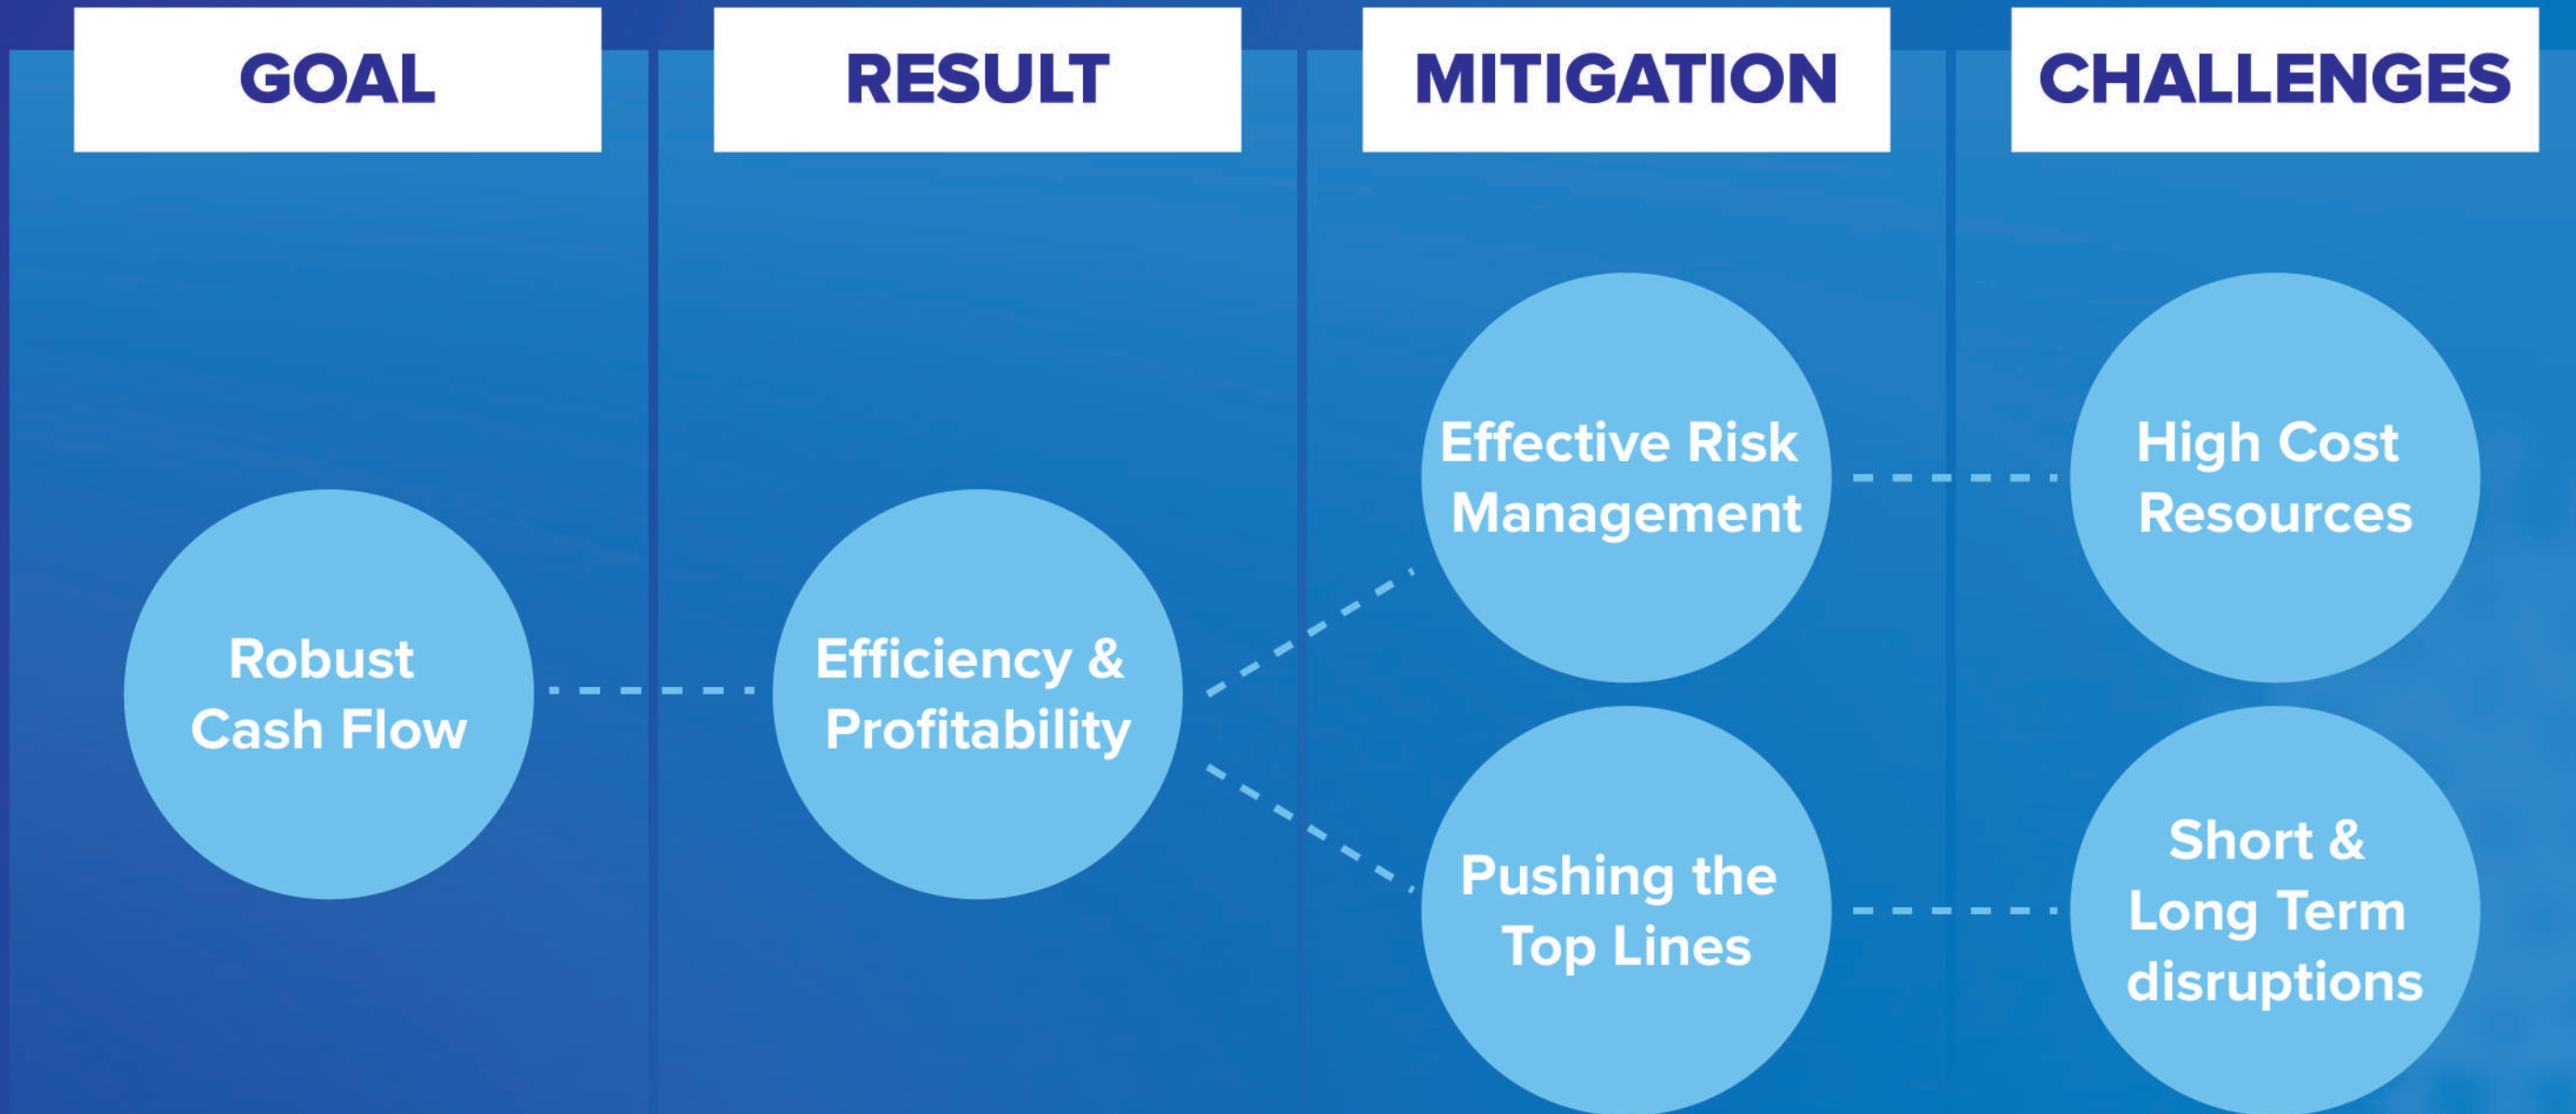 GOAL
RESULT
MITIGATION
CHALLENGES
Robust
Cash Flow
Efficiency &
Profitability
Effective Risk
Management
Pushing the
Top Lines
High Cost
Resources
Short &
Long Term
disruptions